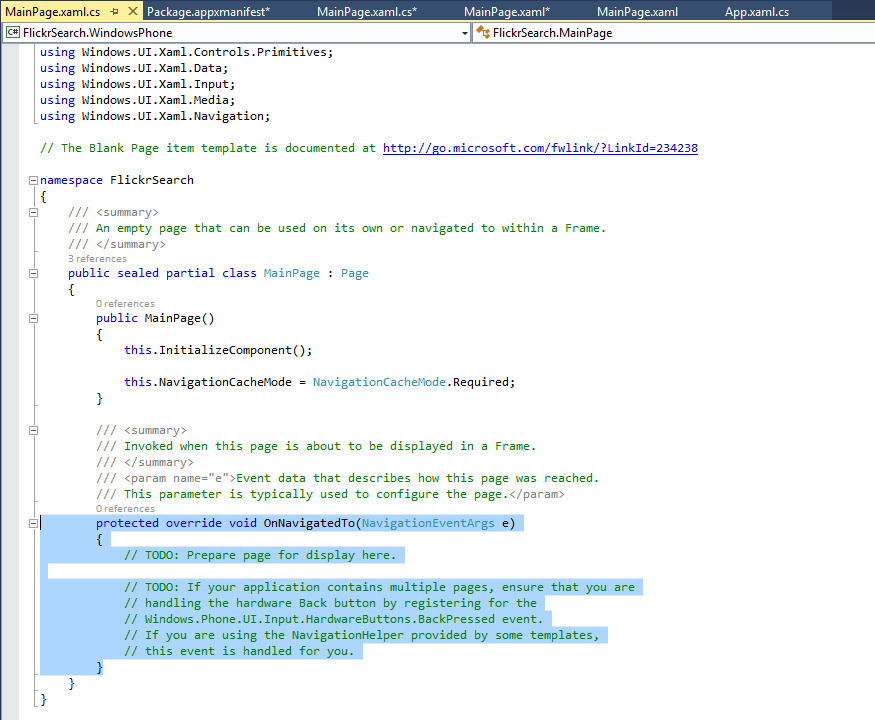 MainPage.xaml.cs Package.appxmanifest* MainPage.xaml.cs* MainPage.xaml* MainPage.xaml App.xaml.cs
C# FlickrSearch.WindowsPhone FlickrSearch.MainPage
using Windows.UI.Xaml.Controls.Primitives;
using Windows.UI.Xaml.Data;
using Windows.UI.Xaml.Input;
using Windows.UI.Xaml.Media;
using Windows.UI.Xaml.Navigation;
// The Blank Page item template is documented at http://go.microsoft.com/fwlink/?LinkId=234238
namespace FlickrSearch
{
/// <summary>
/// An empty page that can be used on its own or navigated to within a Frame.
/// </summary>
3 references
public sealed partial class MainPage : Page
{
0 references
public MainPage()
{
this.InitializeComponent();
this.NavigationCacheMode = NavigationCacheMode.Required;
}
/// <summary>
/// Invoked when this page is about to be displayed in a Frame.
/// </summary>
/// <param name="e">Event data that describes how this page was reached.
/// This parameter is typically used to configure the page.</param>
0 references
protected override void OnNavigatedTo(NavigationEventArgs e)
{
// TODO: Prepare page for display here.
// TODO: If your application contains multiple pages, ensure that you are
// handling the hardware Back button by registering for the
// Windows.Phone.UI.Input.HardwareButtons.BackPressed event.
// If you are using the NavigationHelper provided by some templates,
// this event is handled for you.
}
}
}